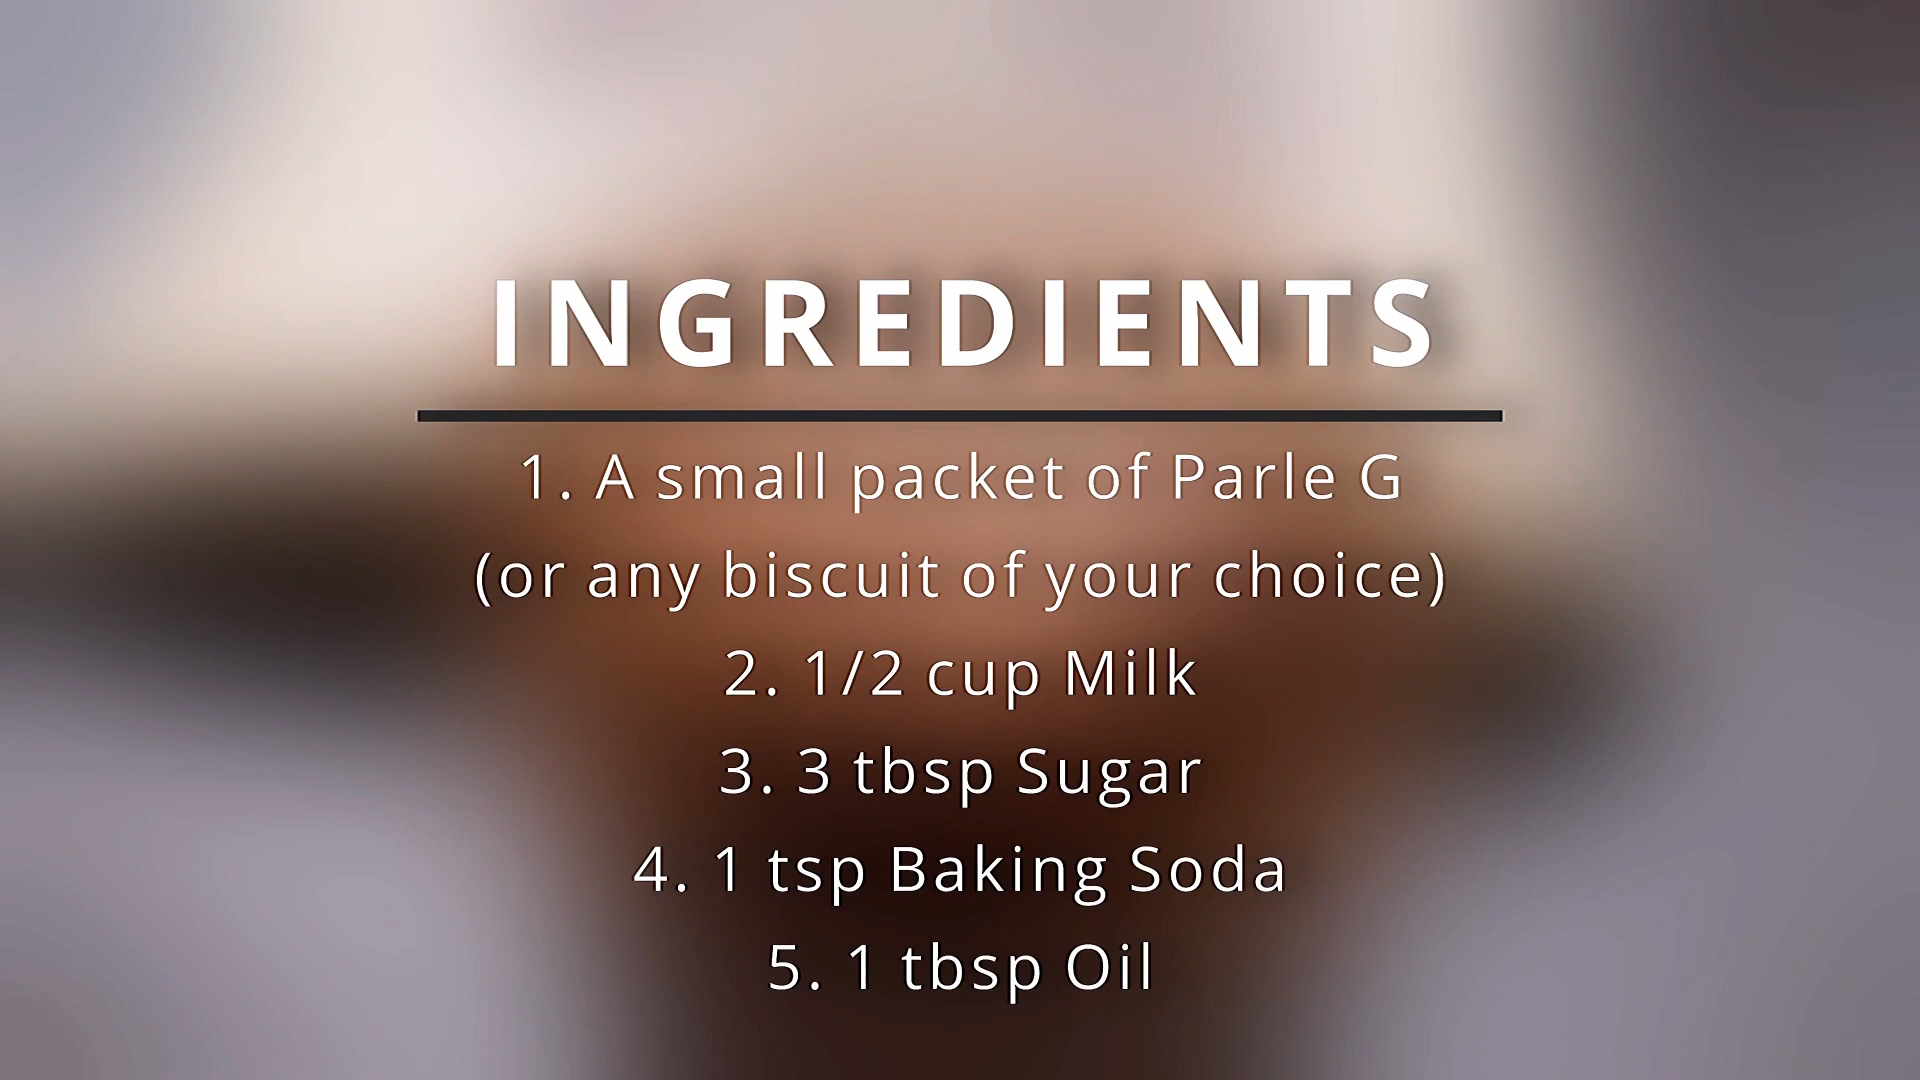 INGREDIENTS
1. A small packet of Parle G
(or any biscuit of your choice)
2. 1/2 cup Milk
3. 3 tbsp Sugar
4. 1 tsp Baking Soda
5. 1 tbsp Oil